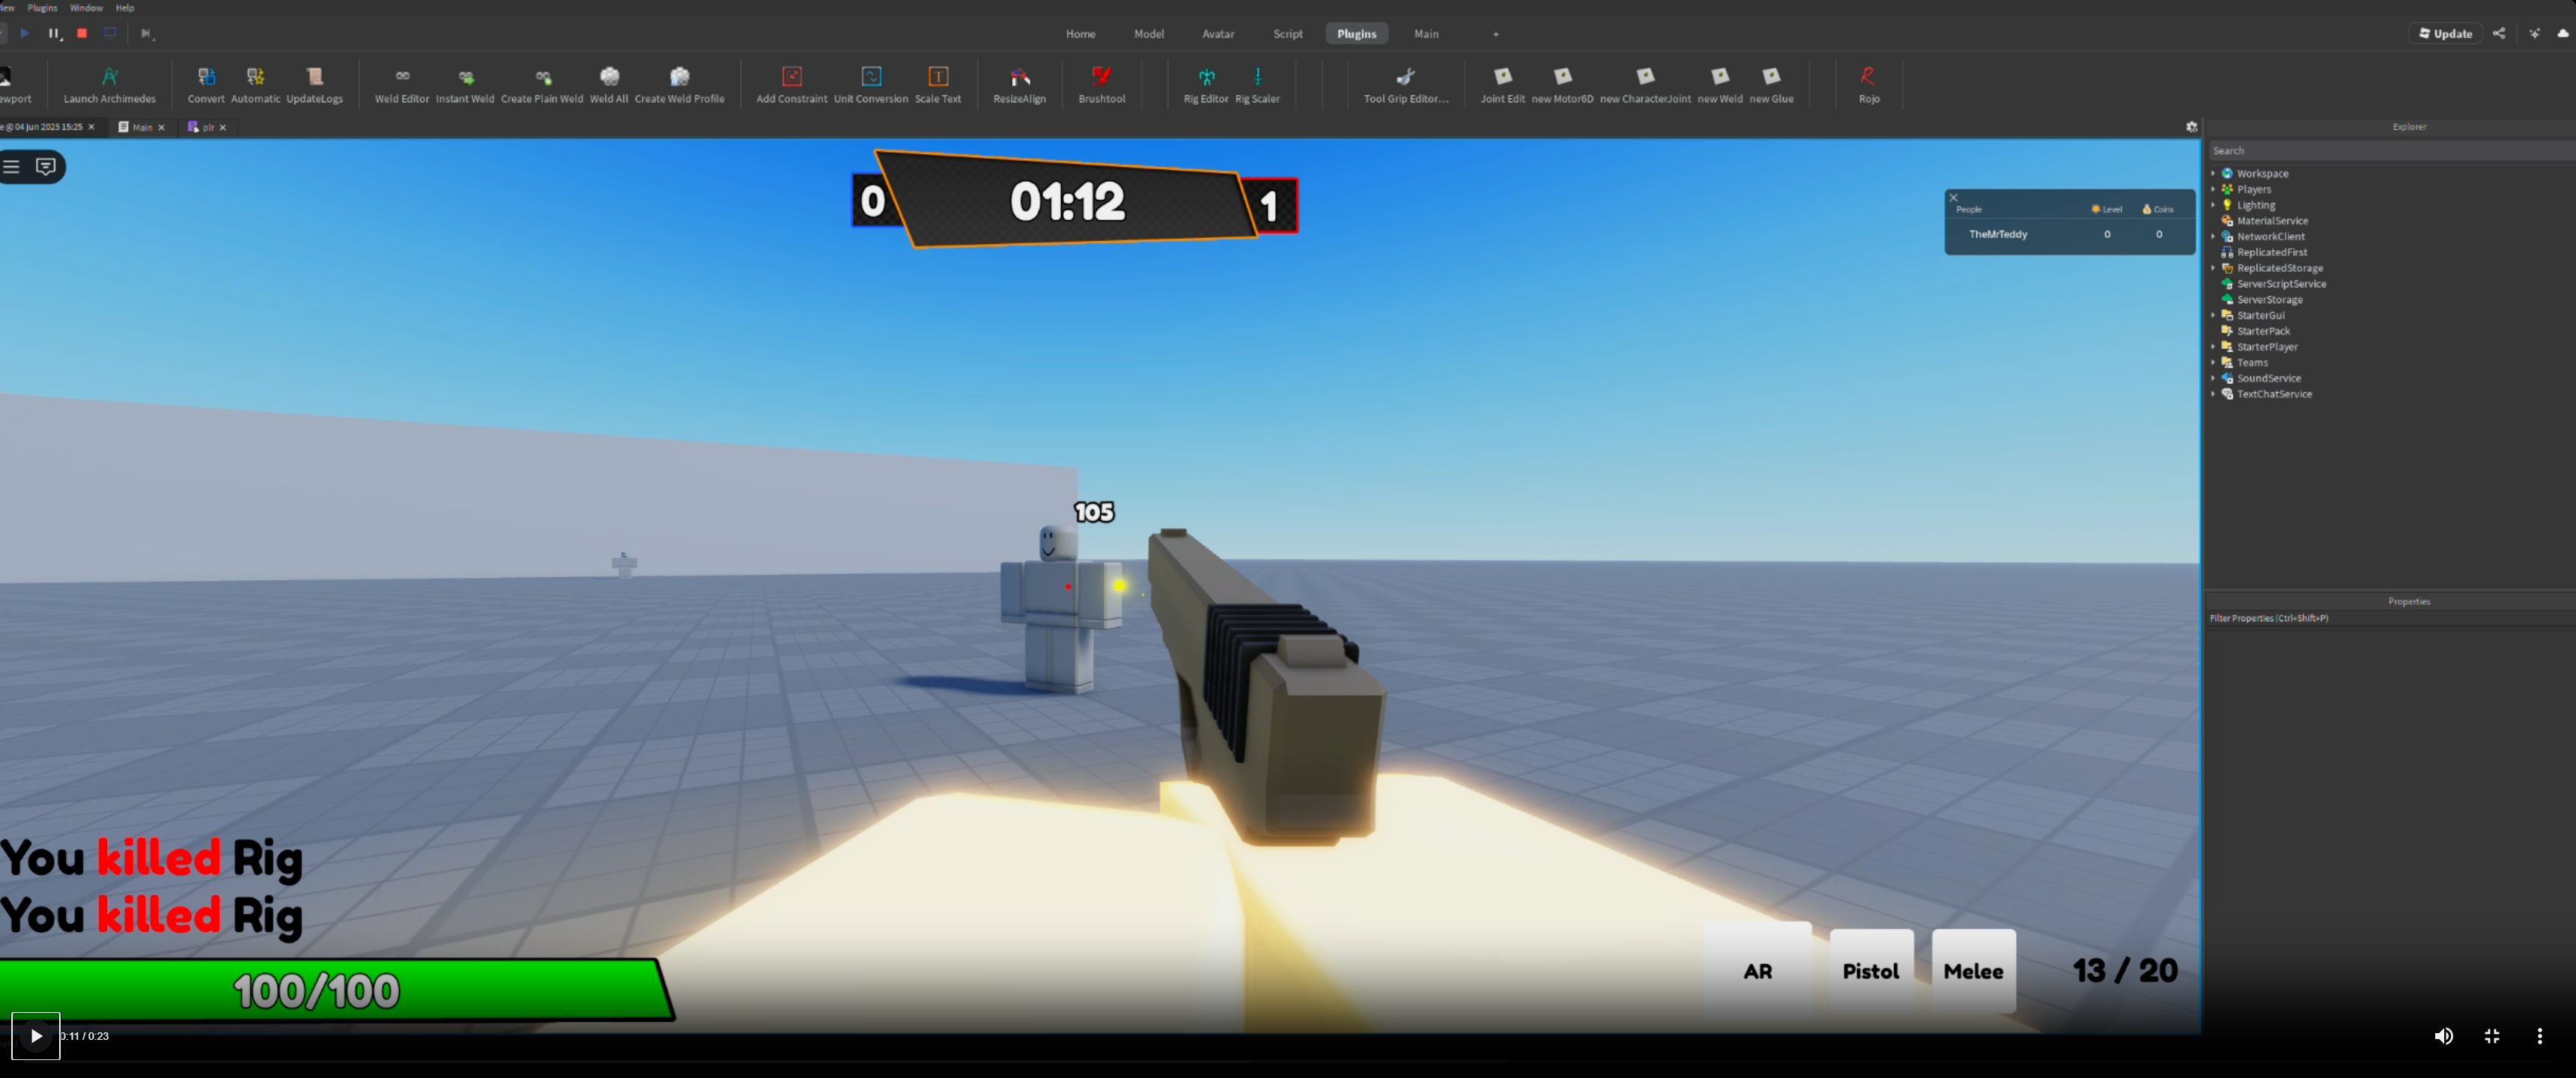 Plugins Window Help
Home Model Avatar Script Plugins Main +
Update
Launch Archimedes Convert Automatic UpdateLogs Weld Editor Instant Weld Create Plain Weld Weld All Create Weld Profile Add Constraint Unit Conversion Scale Text ResizeAlign Brushtool Rig Editor Rig Scaler Tool Grip Editor... Joint Edit new Motor6D new CharacterJoint new Weld new Glue Rojo
e @ 04 Jun 2025 15:25 Main plr
Explorer
Search
Workspace
Players
Lighting
MaterialService
NetworkClient
ReplicatedFirst
ReplicatedStorage
ServerScriptService
ServerStorage
StarterGui
StarterPack
StarterPlayer
Teams
SoundService
TextChatService
Properties
Filter Properties (Ctrl+Shift+P)
0 01:12 1
People Level Coins
TheMrTeddy 0 0
105
You killed Rig
You killed Rig
100/100
AR Pistol Melee 13 / 20
0:11 / 0:23